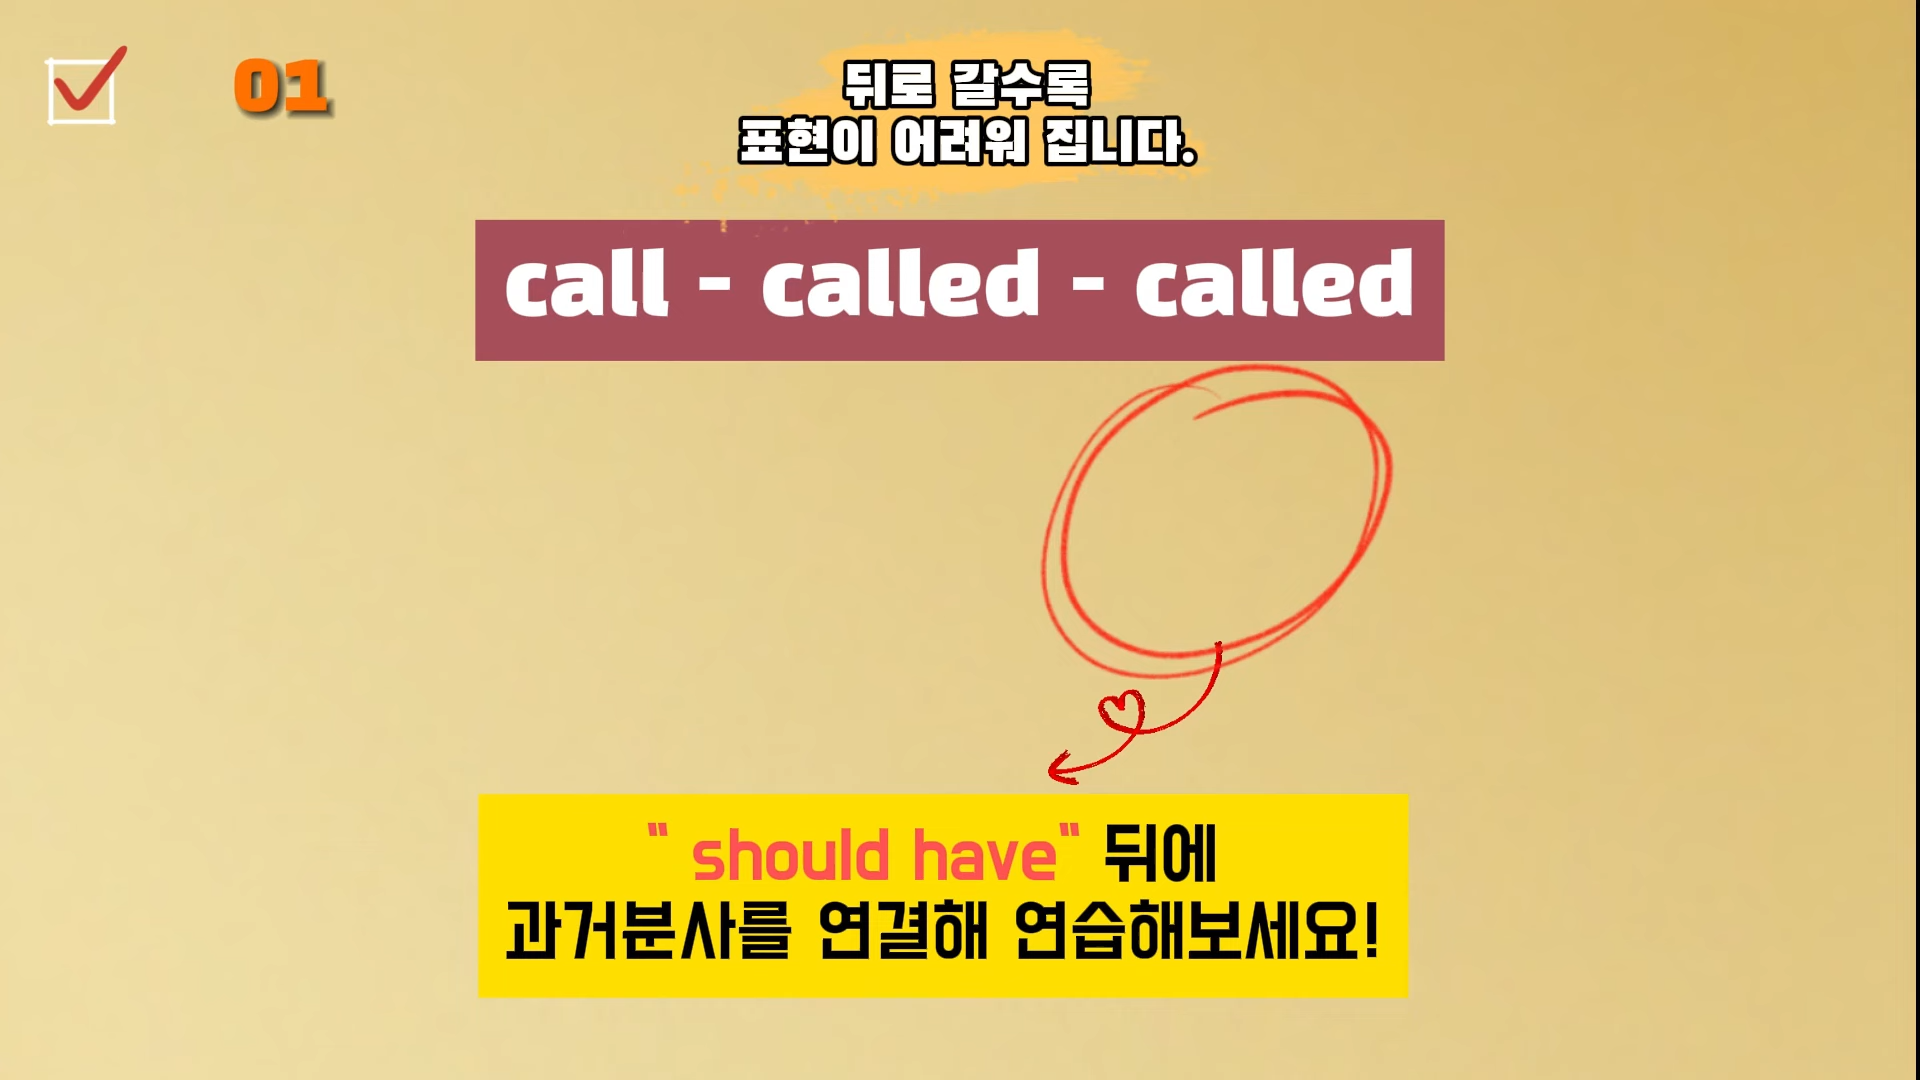 01
뒤로 갈수록
표현이 어려워 집니다.
call - called - called
" should have" 뒤에
과거분사를 연결해 연습해보세요!